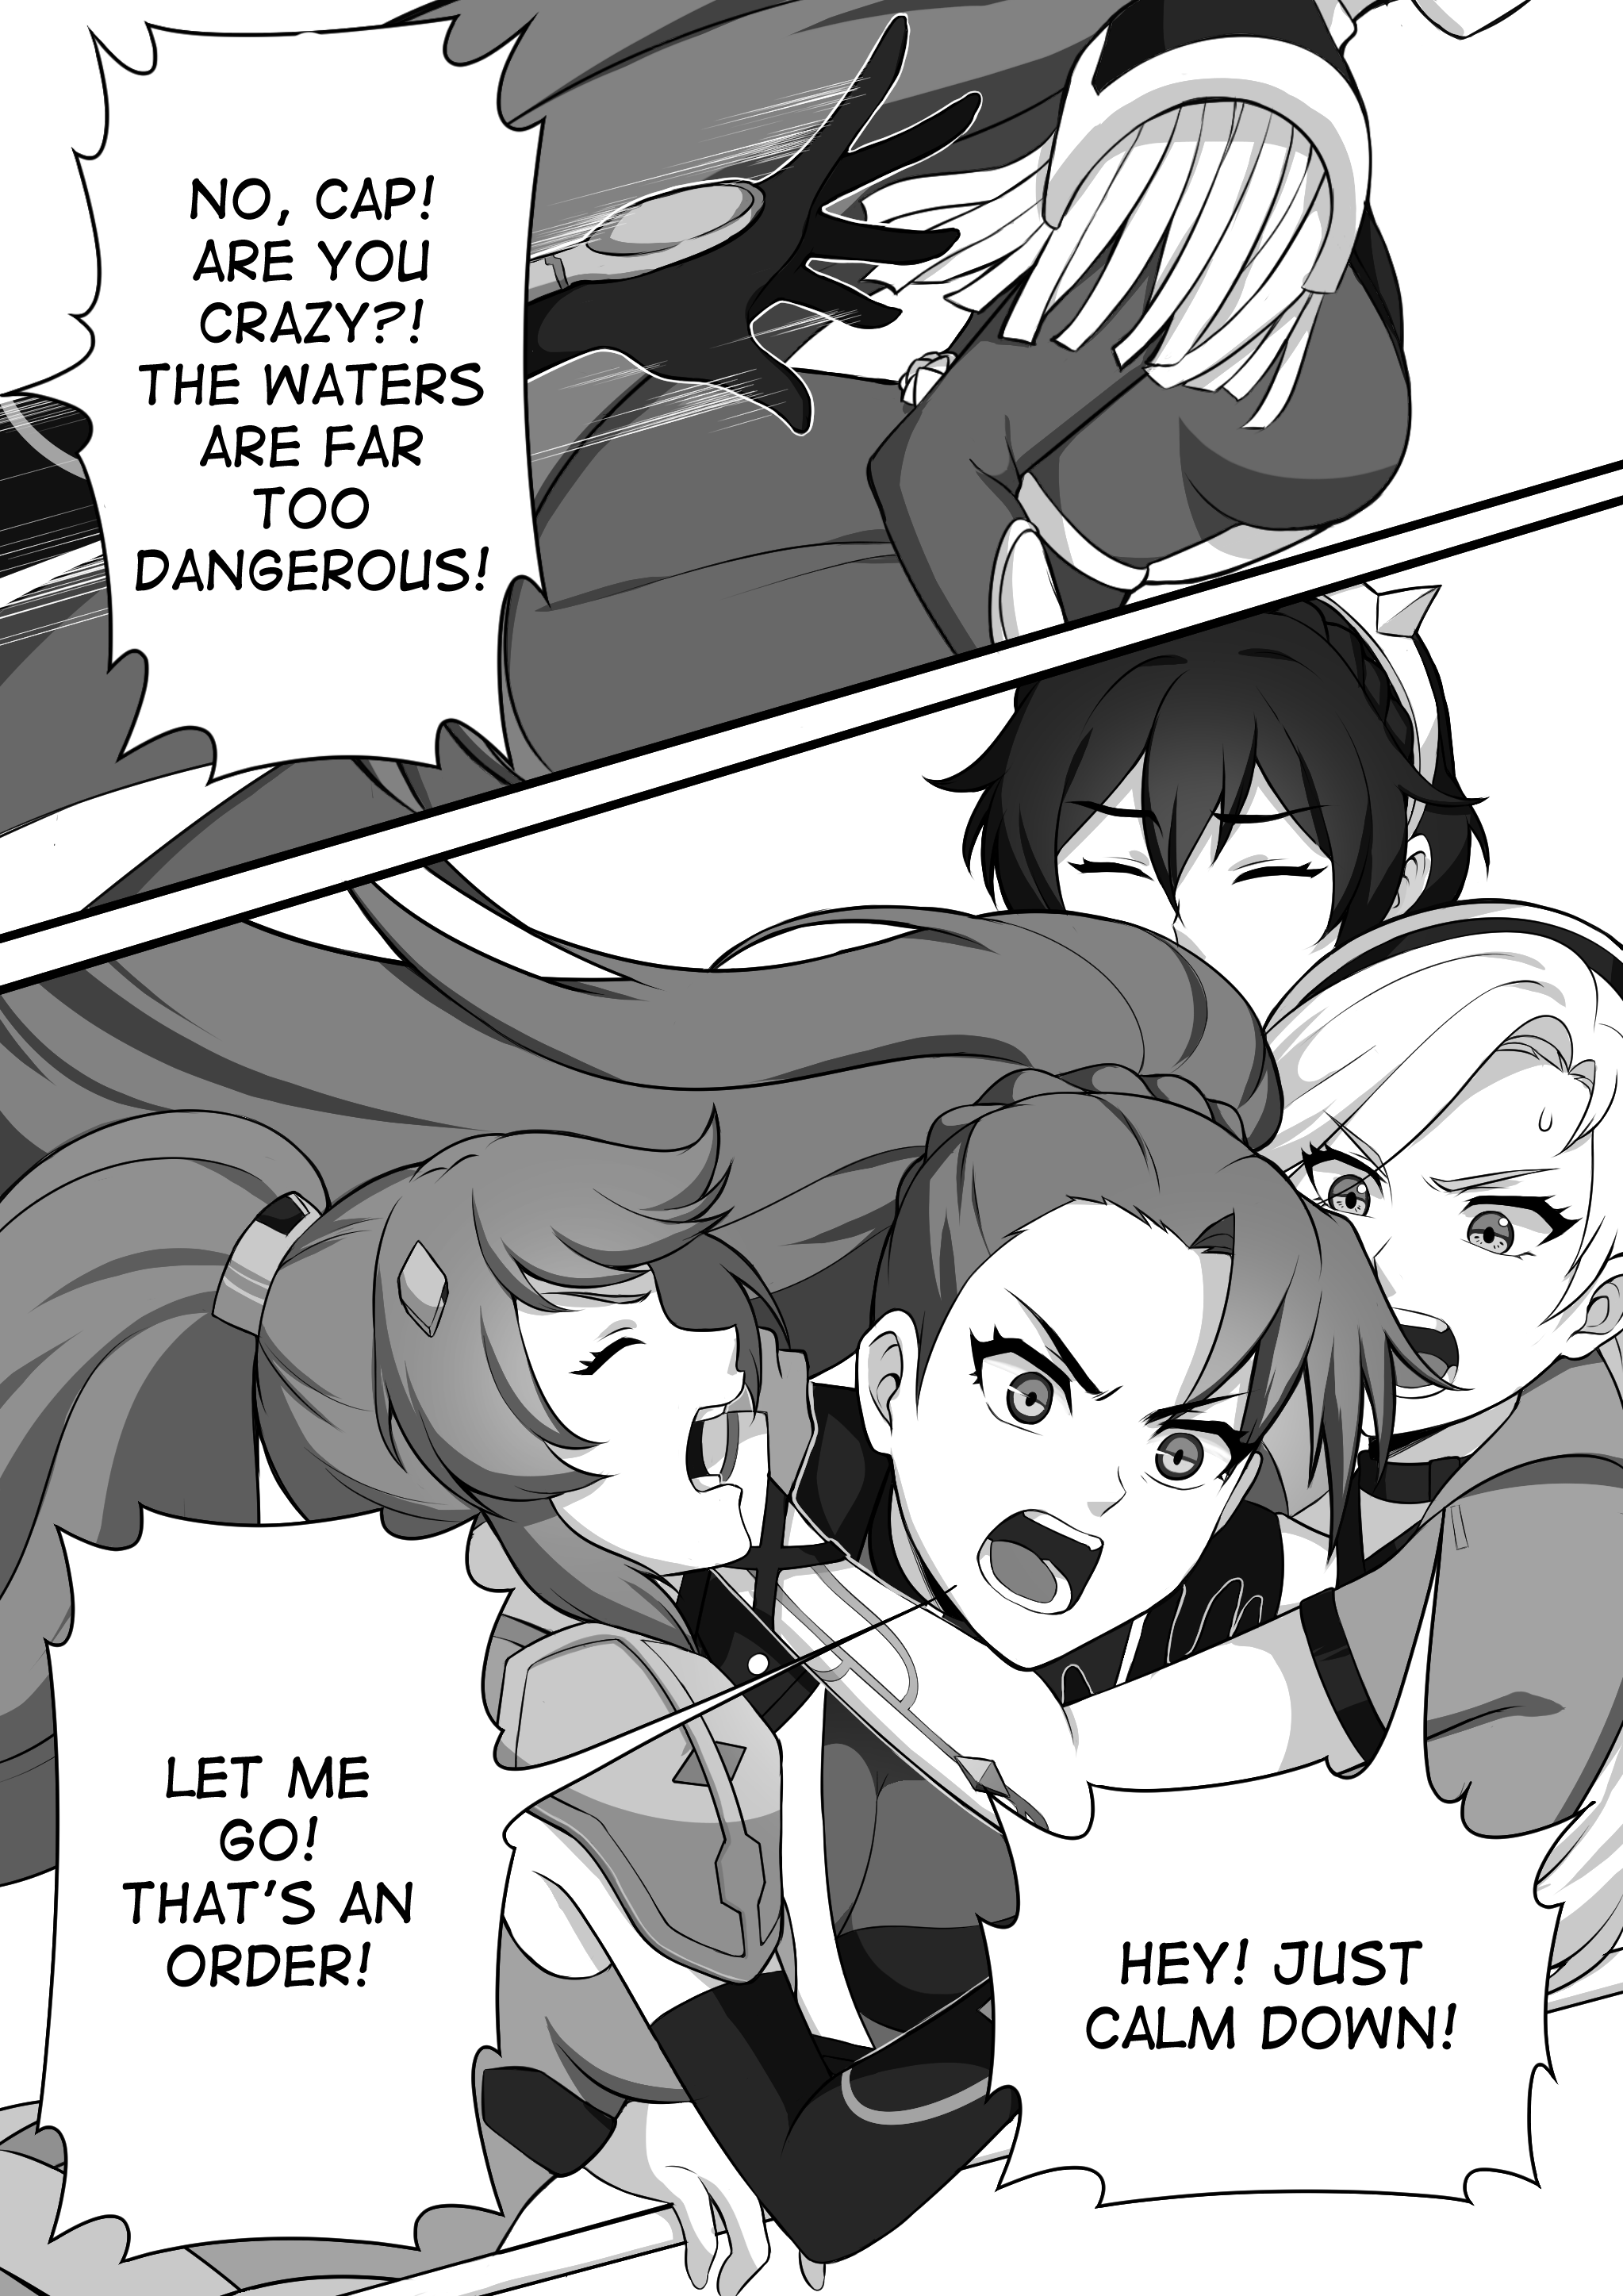 NO, CAP!
ARE YOU
CRAZY?!
THE WATERS
ARE FAR
TOO
DANGEROUS!
LET ME
GO!
THAT'S AN
ORDER!
HEY! JUST
CALM DOWN!